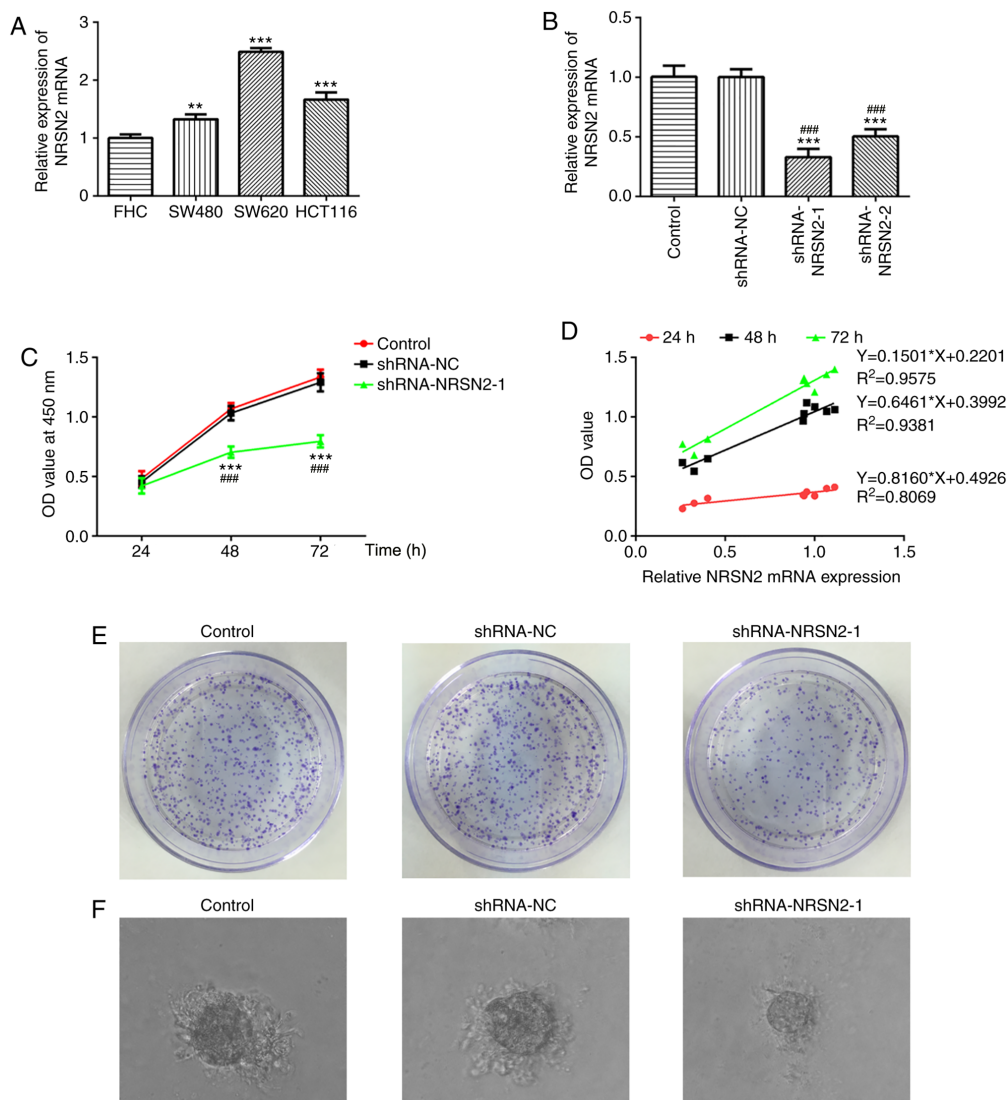 A
Relative expression of
NRSN2 mRNA
3
2
1
0
**
***
***
FHC
SW480
SW620
HCT116
B
Relative expression of
NRSN2 mRNA
0.5
1.0
0.5
0.0
###
***
###
***
Control
shRNA-NC
shRNA-
NRSN2-1
shRNA-
NRSN2-2
C
Control
shRNA-NC
shRNA-NRSN2-1
OD value at 450 nm
1.5
1.0
0.5
0.0
***
###
***
###
24
48
72
Time (h)
D
24 h
48 h
72 h
OD value
1.5
1.0
0.5
0.0
Y=0.1501*X+0.2201
R²=0.9575
Y=0.6461*X+0.3992
R²=0.9381
Y=0.8160*X+0.4926
R²=0.8069
0.0
0.5
1.0
1.5
Relative NRSN2 mRNA expression
E
Control
shRNA-NC
shRNA-NRSN2-1
F
Control
shRNA-NC
shRNA-NRSN2-1